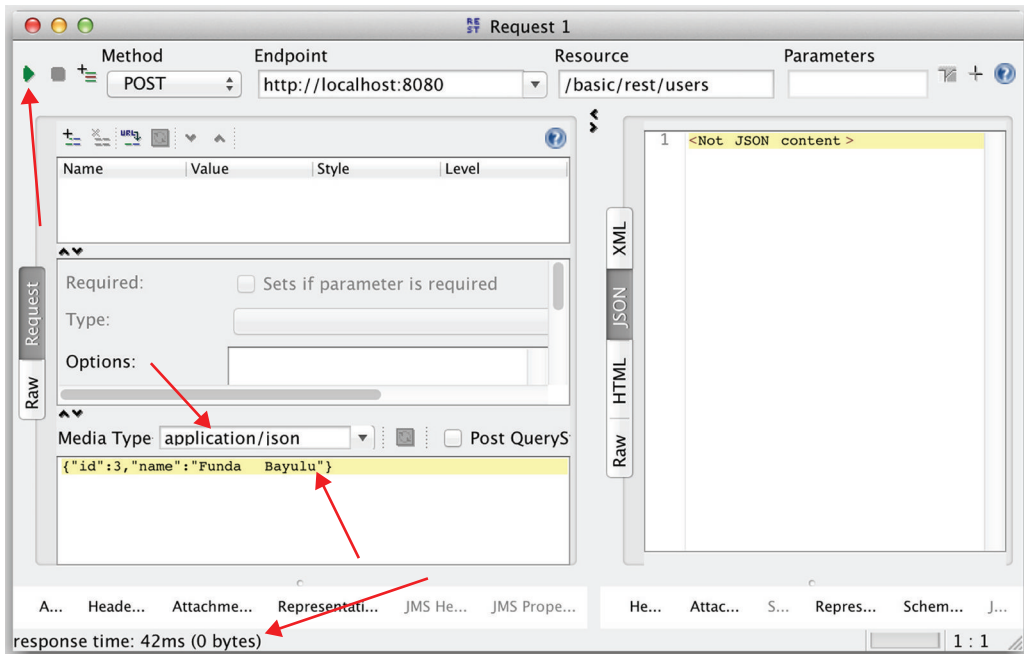 REST Request 1
Method Endpoint Resource Parameters
POST http://localhost:8080 /basic/rest/users
Name Value Style Level
Required: Sets if parameter is required
Type:
Options:
Request
Raw
Media Type application/json Post QueryS
{"id":3,"name":"Funda Bayulu"}
1 <Not JSON content>
XML
JSON
HTML
Raw
A... Heade... Attachme... Representati... JMS He... JMS Prope...
He... Attac... S... Repres... Schem... J...
response time: 42ms (0 bytes)
1 : 1